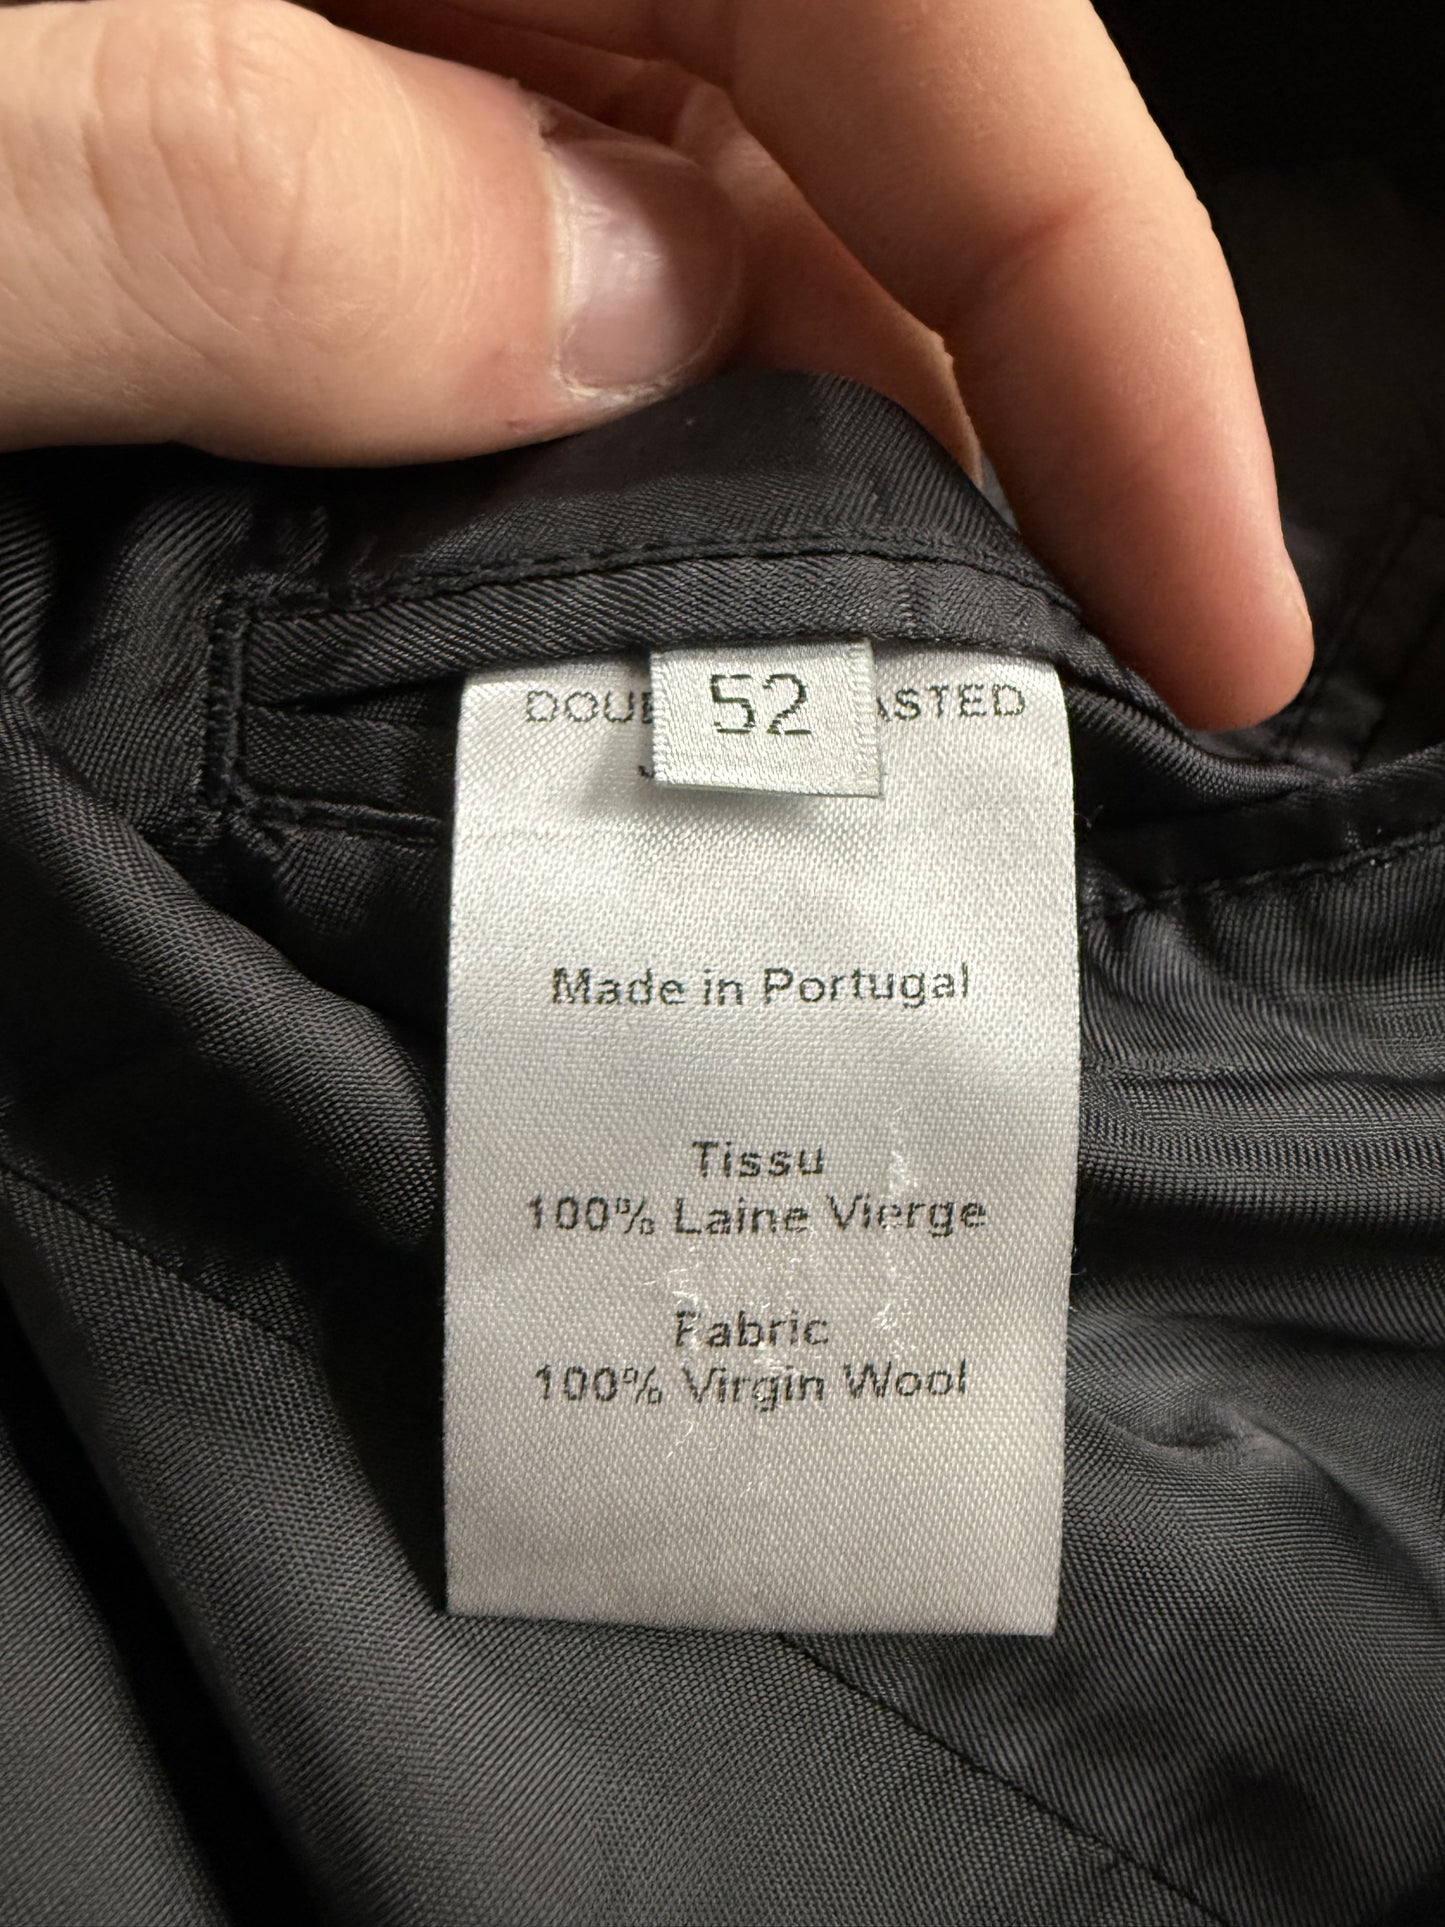 52
Made in Portugal
Tissu
100% Laine Vierge
Fabric
100% Virgin Wool